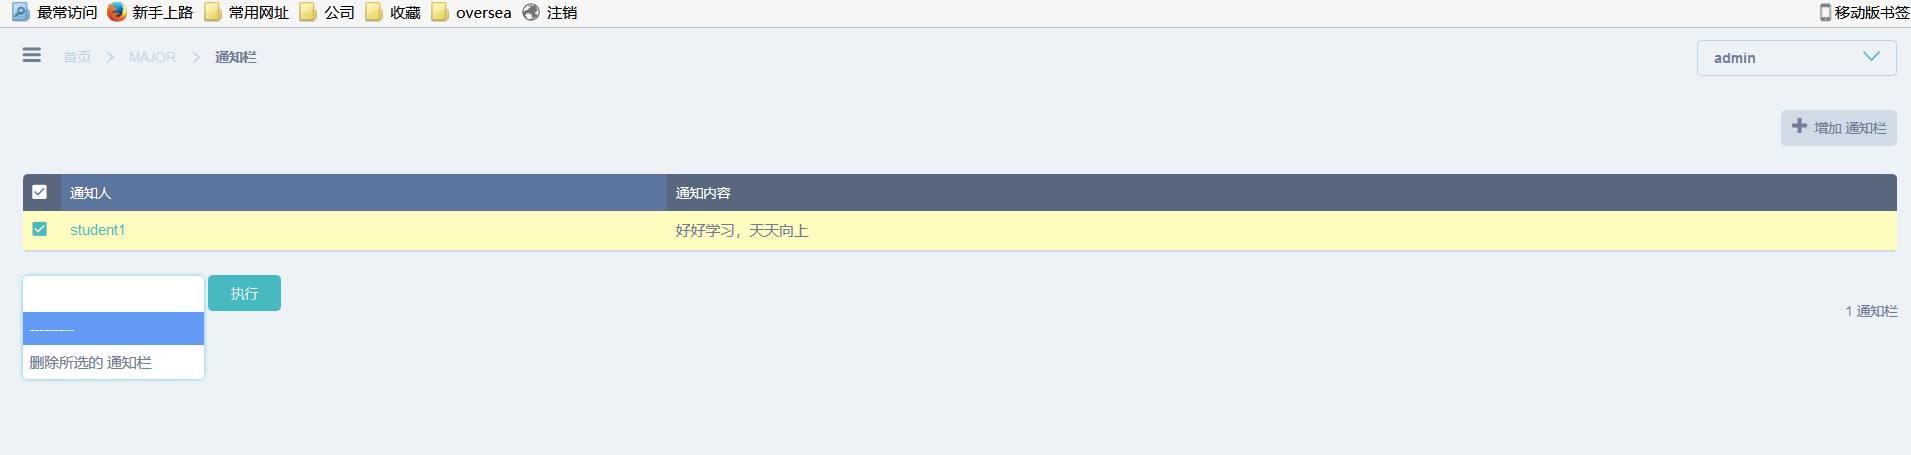 最常访问 新手上路 常用网址 公司 收藏 oversea 注销 移动版书签
首页 MAJOR 通知栏 admin
增加 通知栏
通知人 通知内容
student1 好好学习，天天向上
执行
---------
1 通知栏
删除所选的 通知栏